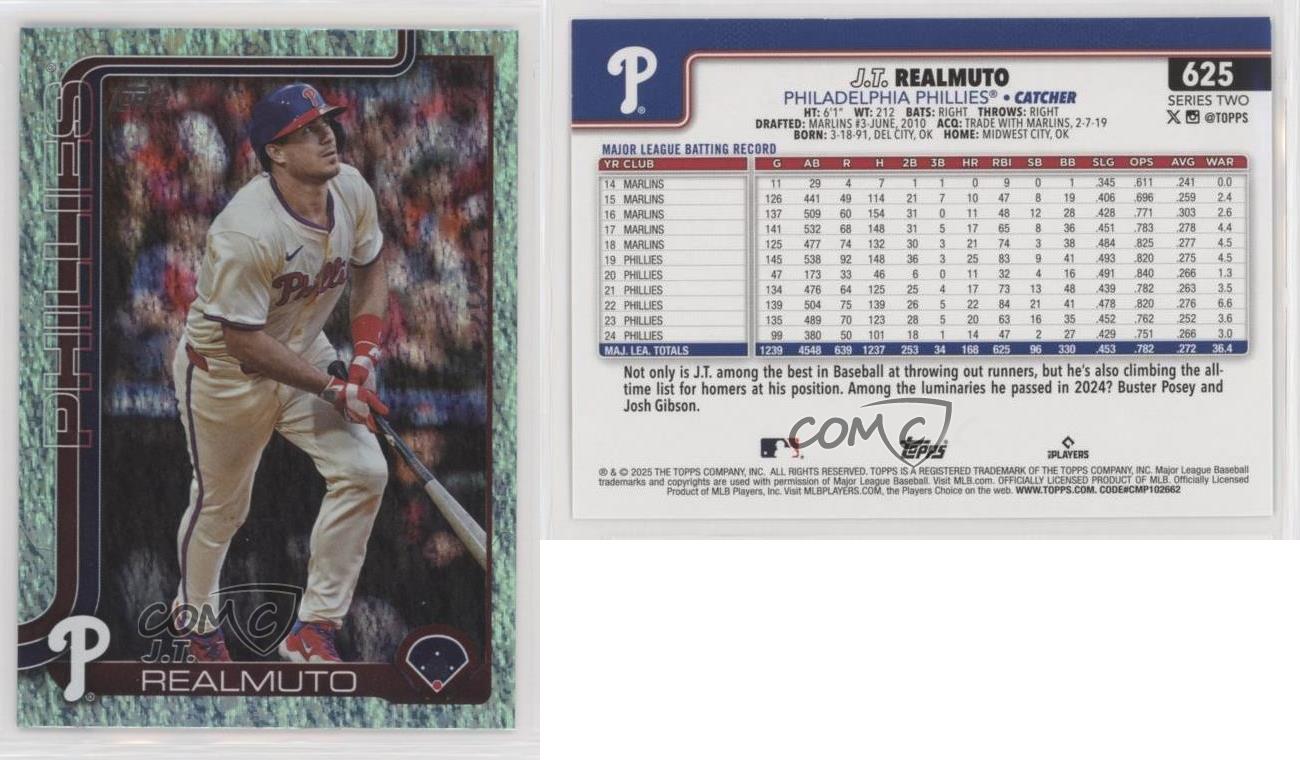 Topps
PHILLIES®
Phillies
P
COMC
J.T.
REALMUTO
P®
P®
J.T. REALMUTO
625
PHILADELPHIA PHILLIES® • CATCHER
SERIES TWO
HT: 6'1" WT: 212 BATS: RIGHT THROWS: RIGHT
@TOPPS
DRAFTED: MARLINS #3-JUNE, 2010 ACQ: TRADE WITH MARLINS, 2-7-19
BORN: 3-18-91, DEL CITY, OK HOME: MIDWEST CITY, OK
MAJOR LEAGUE BATTING RECORD
YR CLUB G AB R H 2B 3B HR RBI SB BB SLG OPS AVG WAR
14 MARLINS 11 29 4 7 1 1 0 9 0 1 .345 .611 .241 0.0
15 MARLINS 126 441 49 114 21 7 10 47 8 19 .406 .696 .259 2.4
16 MARLINS 137 509 60 154 31 0 11 48 12 28 .428 .771 .303 2.6
17 MARLINS 141 532 68 148 31 5 17 65 8 36 .451 .783 .278 4.4
18 MARLINS 125 477 74 132 30 3 21 74 3 38 .484 .825 .277 4.5
19 PHILLIES 145 538 92 148 36 3 25 83 9 41 .493 .820 .275 4.5
20 PHILLIES 47 173 33 46 6 0 11 32 4 16 .491 .840 .266 1.3
21 PHILLIES 134 476 64 125 25 4 17 73 13 48 .439 .782 .263 3.5
22 PHILLIES 139 504 75 139 26 5 22 84 21 41 .478 .820 .276 6.6
23 PHILLIES 135 489 70 123 28 5 20 63 16 35 .452 .762 .252 3.6
24 PHILLIES 99 380 50 101 18 1 14 47 2 27 .429 .751 .266 3.0
MAJ. LEA. TOTALS 1239 4548 639 1237 253 34 168 625 96 330 .453 .782 .272 36.4
Not only is J.T. among the best in Baseball at throwing out runners, but he's also climbing the all-
time list for homers at his position. Among the luminaries he passed in 2024? Buster Posey and
Josh Gibson.
COMC
Topps
PLAYERS
® & © 2025 THE TOPPS COMPANY, INC. ALL RIGHTS RESERVED. TOPPS IS A REGISTERED TRADEMARK OF THE TOPPS COMPANY, INC. Major League Baseball
trademarks and copyrights are used with permission of Major League Baseball. Visit MLB.com. OFFICIALLY LICENSED PRODUCT OF MLB. Officially Licensed
Product of MLB Players, Inc. Visit MLBPLAYERS.COM, the Players Choice on the web. WWW.TOPPS.COM. CODE#CMP102662